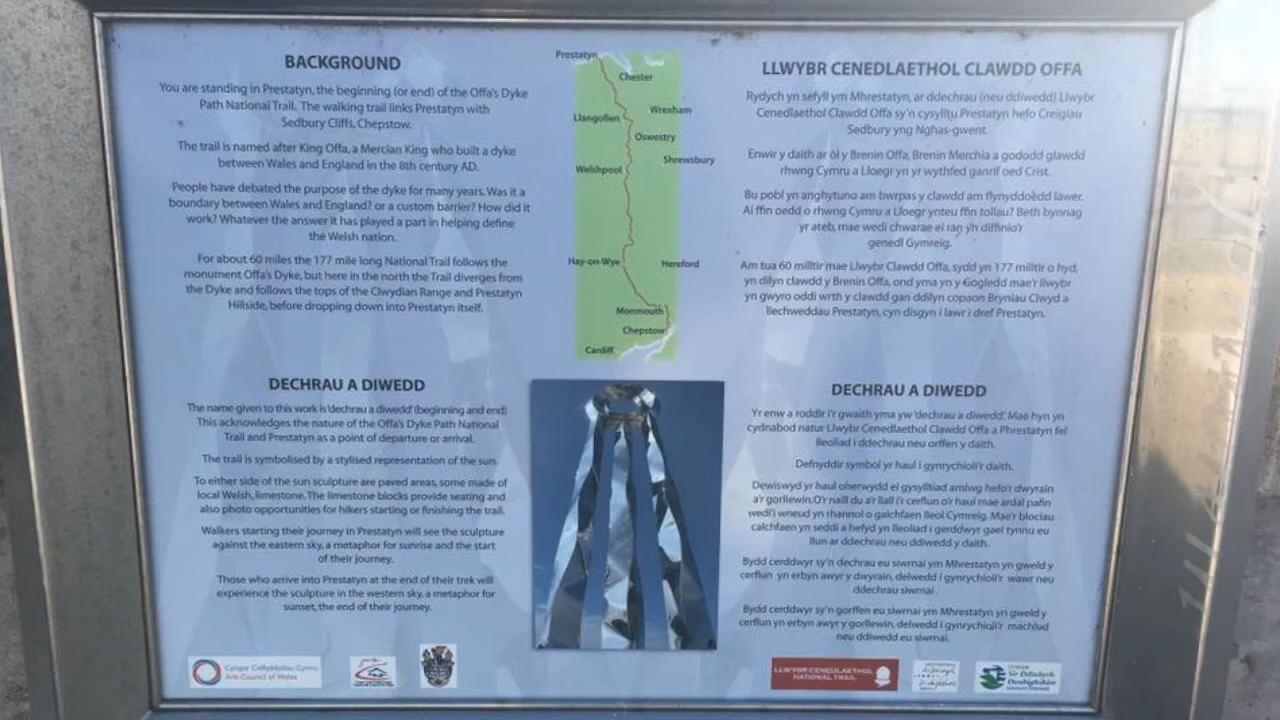 BACKGROUND
You are standing in Prestatyn, the beginning (or end) of the Offa's Dyke
Path National Trail. The walking trail links Prestatyn with
Sedbury Cliffs, Chepstow.
The trail is named after King Offa, a Mercian King who built a dyke
between Wales and England in the 8th century AD.
People have debated the purpose of the dyke for many years. Was it a
boundary between Wales and England? or a custom barrier? How did it
work? Whatever the answer it has played a part in helping define
the Welsh nation.
For about 60 miles the 177 mile long National Trail follows the
monument Offa's Dyke, but here in the north the Trail diverges from
the Dyke and follows the tops of the Clwydian Range and Prestatyn
Hillside, before dropping down into Prestatyn itself.
Prestatyn
Chester
Wrexham
Llangollen
Oswestry
Shrewsbury
Welshpool
Hay-on-Wye
Hereford
Monmouth
Chepstow
Cardiff
LLWYBR CENEDLAETHOL CLAWDD OFFA
Rydych yn sefyll ym Mhrestatyn, ar ddechrau (neu ddiwedd) Llwybr
Cenedlaethol Clawdd Offa sy'n cysylltu Prestatyn hefo Creigiau
Sedbury yng Nghas-gwent.
Enwir y daith ar ôl y Brenin Offa, Brenin Merchia a gododd glawdd
rhwng Cymru a Lloegr yn yr wythfed ganrif oed Crist.
Bu pobl yn anghytuno am bwrpas y clawdd am flynyddoedd lawer.
Ai ffin oedd o rhwng Cymru a Lloegr ynteu ffin tollau? Beth bynnag
yr ateb, mae wedi chwarae ei ran yn diffinio'r
genedl Gymreig.
Am tua 60 milltir mae Llwybr Clawdd Offa, sydd yn 177 milltir o hyd,
yn dilyn clawdd y Brenin Offa, ond yma yn y Gogledd mae'r llwybr
yn gwyro oddi wrth y clawdd gan ddilyn copaon Bryniau Clwyd a
llechweddau Prestatyn, cyn disgyn i lawr i dref Prestatyn.
DECHRAU A DIWEDD
The name given to this work is 'dechrau a diwedd' (beginning and end)
This acknowledges the nature of the Offa's Dyke Path National
Trail and Prestatyn as a point of departure or arrival.
The trail is symbolised by a stylised representation of the sun.
To either side of the sun sculpture are paved areas, some made of
local Welsh, limestone. The limestone blocks provide seating and
also photo opportunities for hikers starting or finishing the trail.
Walkers starting their journey in Prestatyn will see the sculpture
against the eastern sky, a metaphor for sunrise and the start
of their journey.
Those who arrive into Prestatyn at the end of their trek will
experience the sculpture in the western sky, a metaphor for
sunset, the end of their journey.
DECHRAU A DIWEDD
Yr enw a roddir i'r gwaith yma yw 'dechrau a diwedd'. Mae hyn yn
cydnabod natur Llwybr Cenedlaethol Clawdd Offa a Phrestatyn fel
lleoliad i ddechrau neu orffen y daith.
Defnyddir symbol yr haul i gynrychioli'r daith.
Dewiswyd yr haul oherwydd ei gysylltiad amlwg hefo'r dwyrain
a'r gorllewin. O'r naill du a'r llall i'r cerflun o'r haul mae ardal pafin
wedi'i wneud yn rhannol o galchfaen lleol Cymreig. Mae'r blociau
calchfaen yn seddi a hefyd yn lleoliad i gerddwyr gael tynnu eu
llun ar ddechrau neu ddiwedd y daith.
Bydd cerddwyr sy'n dechrau eu siwrnai ym Mhrestatyn yn gweld y
cerflun yn erbyn awyr y dwyrain, delwedd i gynrychioli'r wawr neu
ddechrau siwrnai.
Bydd cerddwyr sy'n gorffen eu siwrnai ym Mhrestatyn yn gweld y
cerflun yn erbyn awyr y gorllewin, delwedd i gynrychioli'r machlud
neu ddiwedd eu siwrnai.
Cyngor Celfyddydau Cymru
Arts Council of Wales
LLWYBR CENEDLAETHOL
NATIONAL TRAIL
Sir Ddinbych
Denbighshire